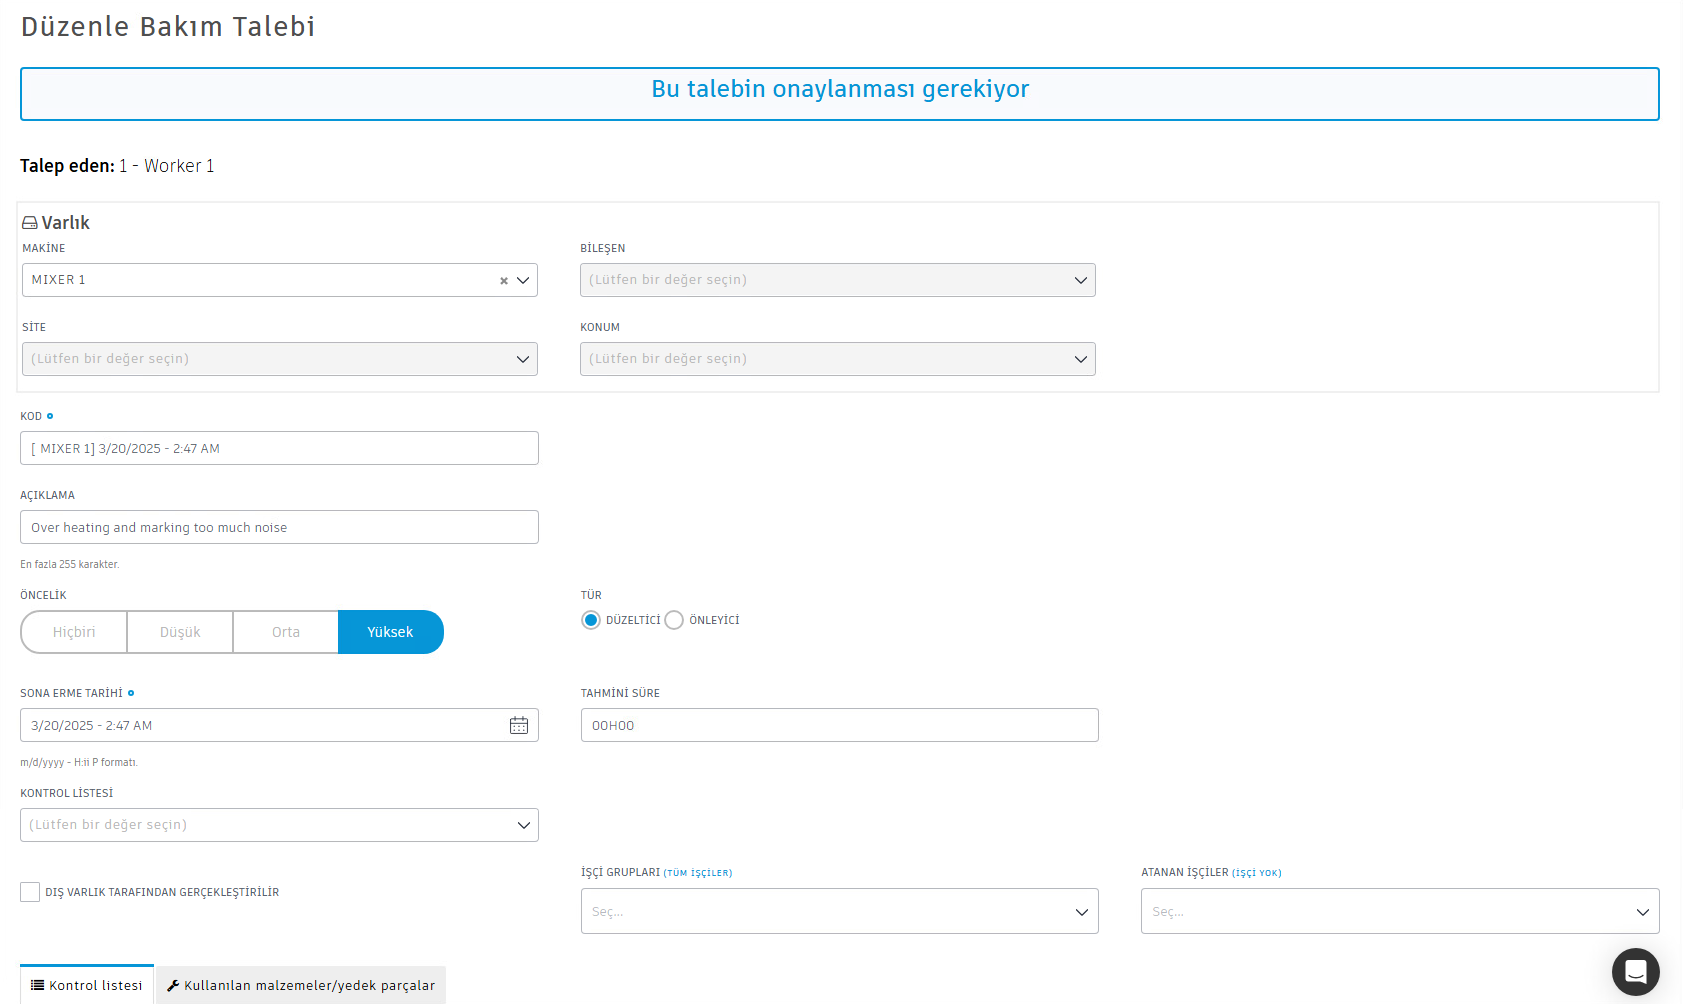 Düzenle Bakım Talebi
Bu talebin onaylanması gerekiyor
Talep eden: 1 - Worker 1
Varlık
MAKİNE
BİLEŞEN
MIXER 1
(Lütfen bir değer seçin)
SİTE
KONUM
(Lütfen bir değer seçin)
(Lütfen bir değer seçin)
KOD
[ MIXER 1] 3/20/2025 - 2:47 AM
AÇIKLAMA
Over heating and marking too much noise
En fazla 255 karakter.
ÖNCELİK
TÜR
Hiçbiri Düşük Orta Yüksek
DÜZELTİCİ ÖNLEYİCİ
SONA ERME TARİHİ
TAHMİNİ SÜRE
3/20/2025 - 2:47 AM
00H00
m/d/yyyy - H:ii P formatı.
KONTROL LİSTESİ
(Lütfen bir değer seçin)
DIŞ VARLIK TARAFINDAN GERÇEKLEŞTİRİLİR
İŞÇİ GRUPLARI (TÜM İŞÇİLER)
ATANAN İŞÇİLER (İŞÇİ YOK)
Seç...
Seç...
Kontrol listesi
Kullanılan malzemeler/yedek parçalar